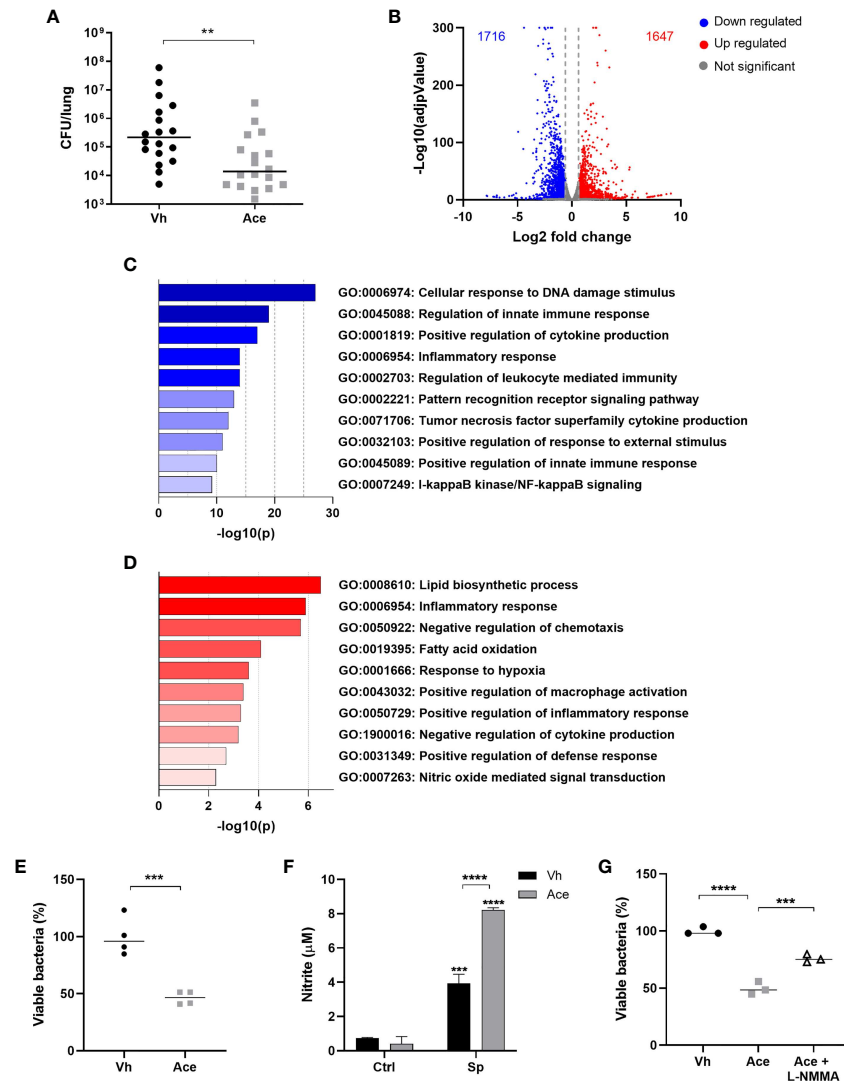 A
**
10⁹
10⁸
10⁷
10⁶
10⁵
10⁴
10³
CFU/lung
Vh
Ace
B
300
200
100
0
-Log10(adjpValue)
1716
1647
-10
-5
0
5
10
Log2 fold change
Down regulated
Up regulated
Not significant
C
GO:0006974: Cellular response to DNA damage stimulus
GO:0045088: Regulation of innate immune response
GO:0001819: Positive regulation of cytokine production
GO:0006954: Inflammatory response
GO:0002703: Regulation of leukocyte mediated immunity
GO:0002221: Pattern recognition receptor signaling pathway
GO:0071706: Tumor necrosis factor superfamily cytokine production
GO:0032103: Positive regulation of response to external stimulus
GO:0045089: Positive regulation of innate immune response
GO:0007249: I-kappaB kinase/NF-kappaB signaling
0
10
20
30
-log10(p)
D
GO:0008610: Lipid biosynthetic process
GO:0006954: Inflammatory response
GO:0050922: Negative regulation of chemotaxis
GO:0019395: Fatty acid oxidation
GO:0001666: Response to hypoxia
GO:0043032: Positive regulation of macrophage activation
GO:0050729: Positive regulation of inflammatory response
GO:1900016: Negative regulation of cytokine production
GO:0031349: Positive regulation of defense response
GO:0007263: Nitric oxide mediated signal transduction
0
2
4
6
-log10(p)
E
***
150
100
50
0
Viable bacteria (%)
Vh
Ace
F
Vh
Ace
****
****
***
10
8
6
4
2
0
Nitrite (µM)
Ctrl
Sp
G
****
***
150
100
50
0
Viable bacteria (%)
Vh
Ace
Ace +
L-NMMA